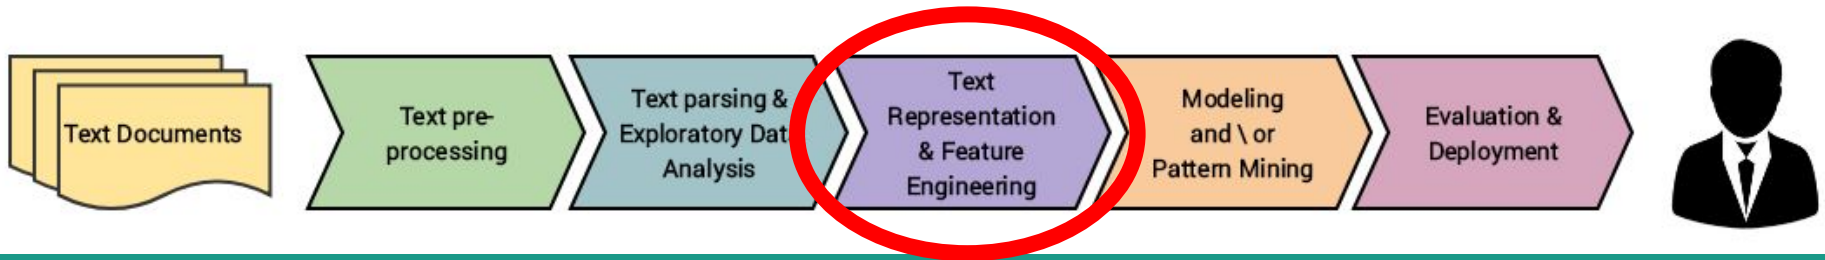 Text Documents
Text pre-
processing
Text parsing &
Exploratory Dat
Analysis
Text
Representation
& Feature
Engineering
Modeling
and \ or
Pattern Mining
Evaluation &
Deployment